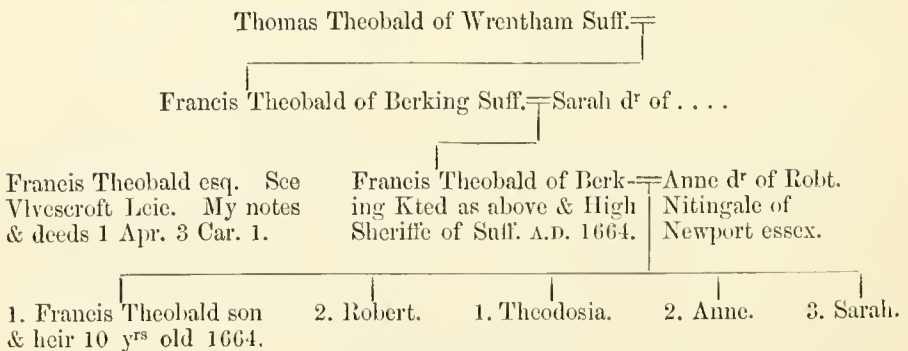 Thomas Theobald of Wrentham Suff.
Francis Theobald of Berking Suff. Sarah dʳ of . . . .
Francis Theobald esq. See
Vlvescroft Leic. My notes
& deeds 1 Apr. 3 Car. 1.
Francis Theobald of Berk-
ing Kted as above & High
Sheriffe of Suff. A.D. 1664.
Anne dʳ of Robt.
Nitingale of
Newport essex.
1. Francis Theobald son
& heir 10 yʳˢ old 1664.
2. Robert.
1. Theodosia.
2. Anne.
3. Sarah.